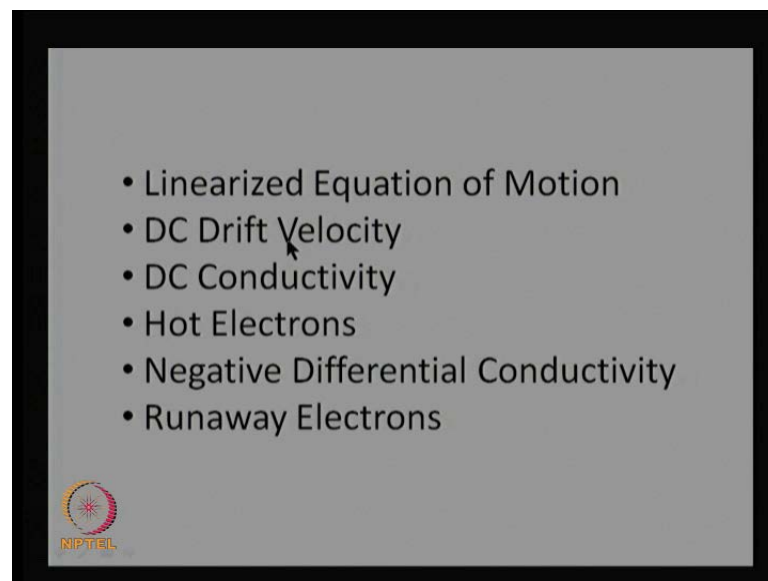 • Linearized Equation of Motion
• DC Drift Velocity
• DC Conductivity
• Hot Electrons
• Negative Differential Conductivity
• Runaway Electrons
NPTEL